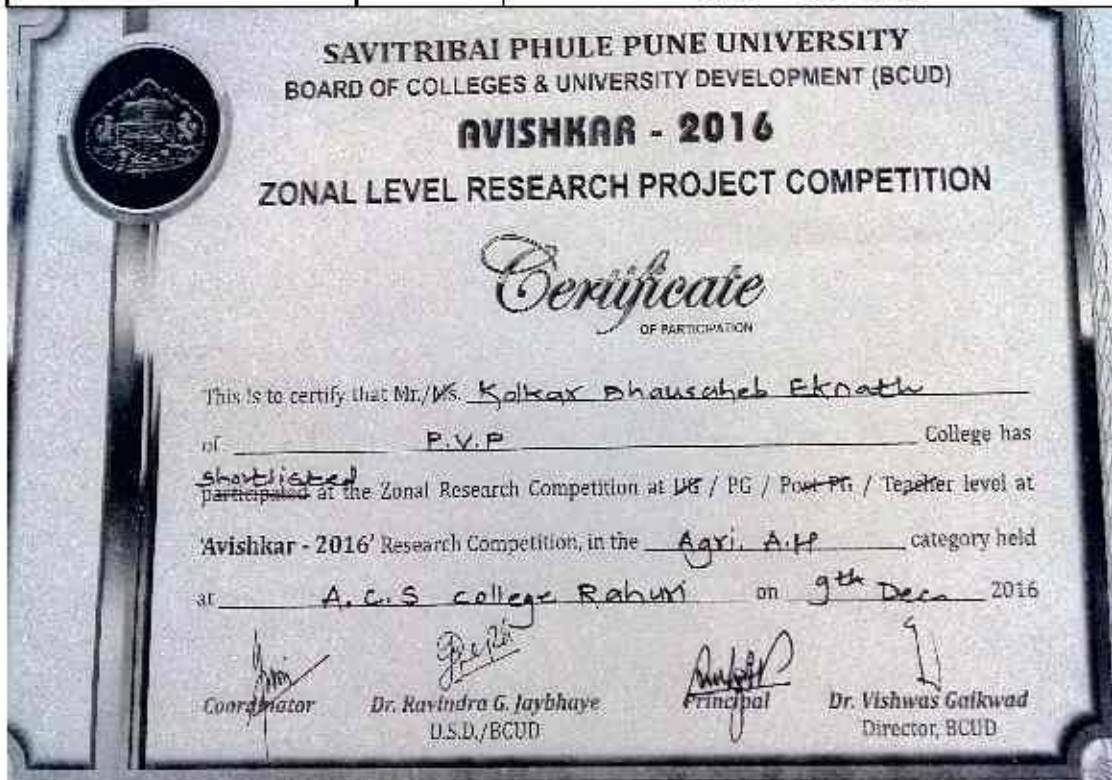 SAVITRIBAI PHULE PUNE UNIVERSITY
BOARD OF COLLEGES & UNIVERSITY DEVELOPMENT (BCUD)
AVISHKAR - 2016
ZONAL LEVEL RESEARCH PROJECT COMPETITION
Certificate
OF PARTICIPATION
This is to certify that Mr./Ms. Kolkar Bhausaheb Eknath
of P.V.P College has
shortlisted
participated at the Zonal Research Competition at UG / PG / Post PG / Teacher level at
'Avishkar - 2016' Research Competition, in the Agri. A.H category held
at A.C.S college Rahuri on 9th Dec 2016
Coordinator
Dr. Ravindra G. Jaybhaye
O.S.D./BCUD
Principal
Dr. Vishwas Gaikwad
Director, BCUD